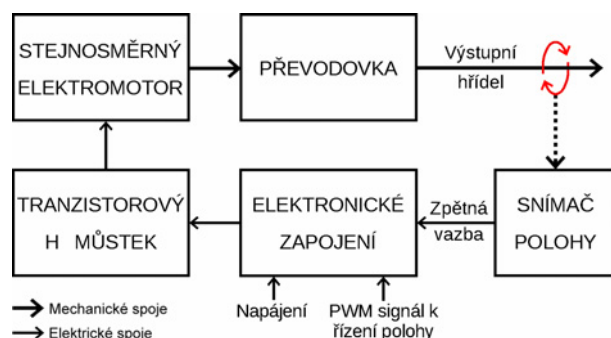 STEJNOSMĚRNÝ
ELEKTROMOTOR
PŘEVODOVKA
Výstupní
hřídel
TRANZISTOROVÝ
H MŮSTEK
ELEKTRONICKÉ
ZAPOJENÍ
Zpětná
vazba
SNÍMAČ
POLOHY
Mechanické spoje
Elektrické spoje
Napájení
PWM signál k
řízení polohy